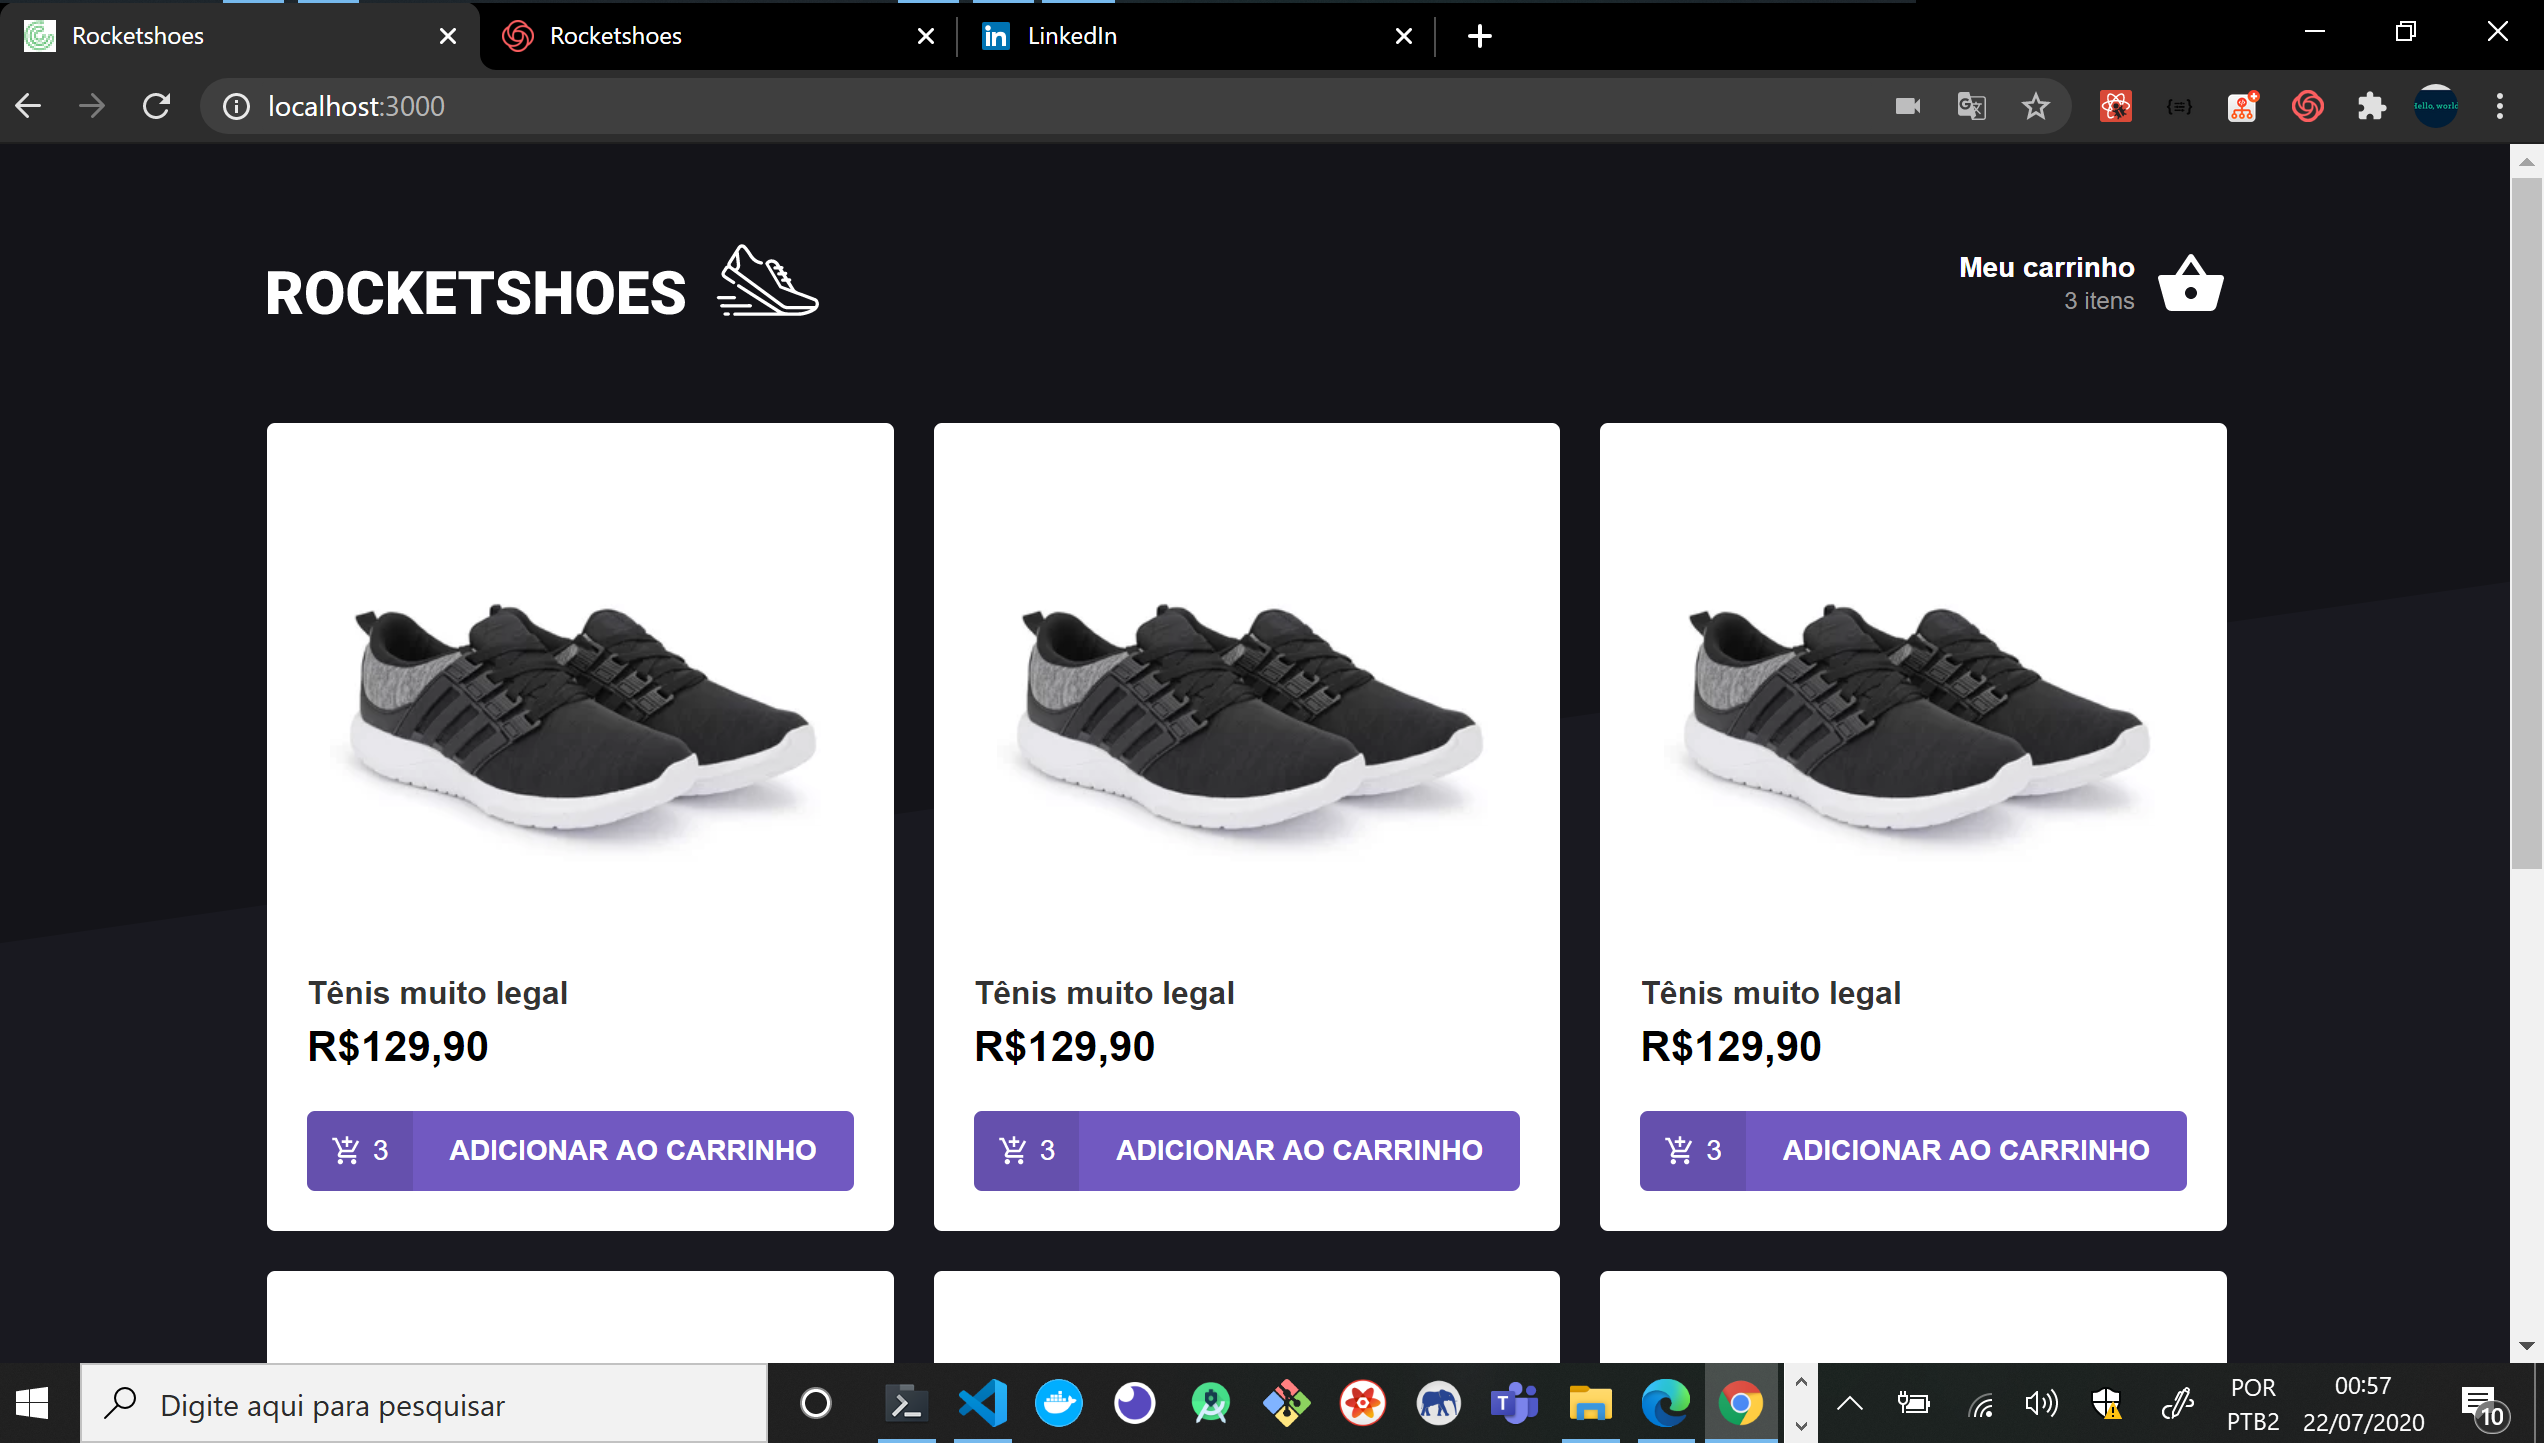 Rocketshoes
Rocketshoes
LinkedIn
localhost:3000
Hello, world
ROCKETSHOES
Meu carrinho
3 itens
Tênis muito legal
R$129,90
3 ADICIONAR AO CARRINHO
Tênis muito legal
R$129,90
3 ADICIONAR AO CARRINHO
Tênis muito legal
R$129,90
3 ADICIONAR AO CARRINHO
Digite aqui para pesquisar
POR
PTB2
00:57
22/07/2020
10